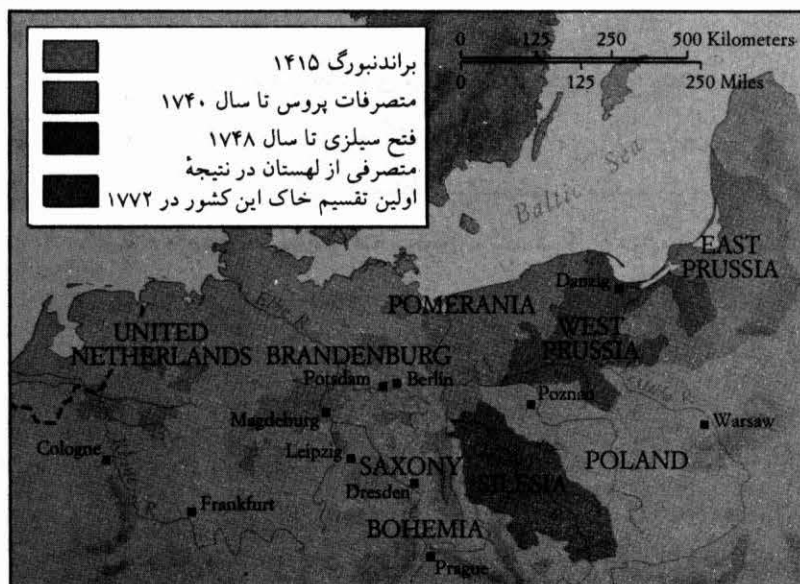 براندنبورگ ۱۴۱۵
متصرفات پروس تا سال ۱۷۴۰
فتح سیلزی تا سال ۱۷۴۸
متصرفی از لهستان در نتیجهٔ
اولین تقسیم خاک این کشور در ۱۷۷۲
0 125 250 500 Kilometers
0 125 250 Miles
Baltic Sea
EAST
PRUSSIA
Danzig
POMERANIA
WEST
PRUSSIA
Elbe R.
UNITED
NETHERLANDS
BRANDENBURG
Potsdam
Berlin
Poznań
Magdeburg
Warsaw
Cologne
Leipzig
SAXONY
POLAND
Dresden
SILESIA
Frankfurt
BOHEMIA
Prague